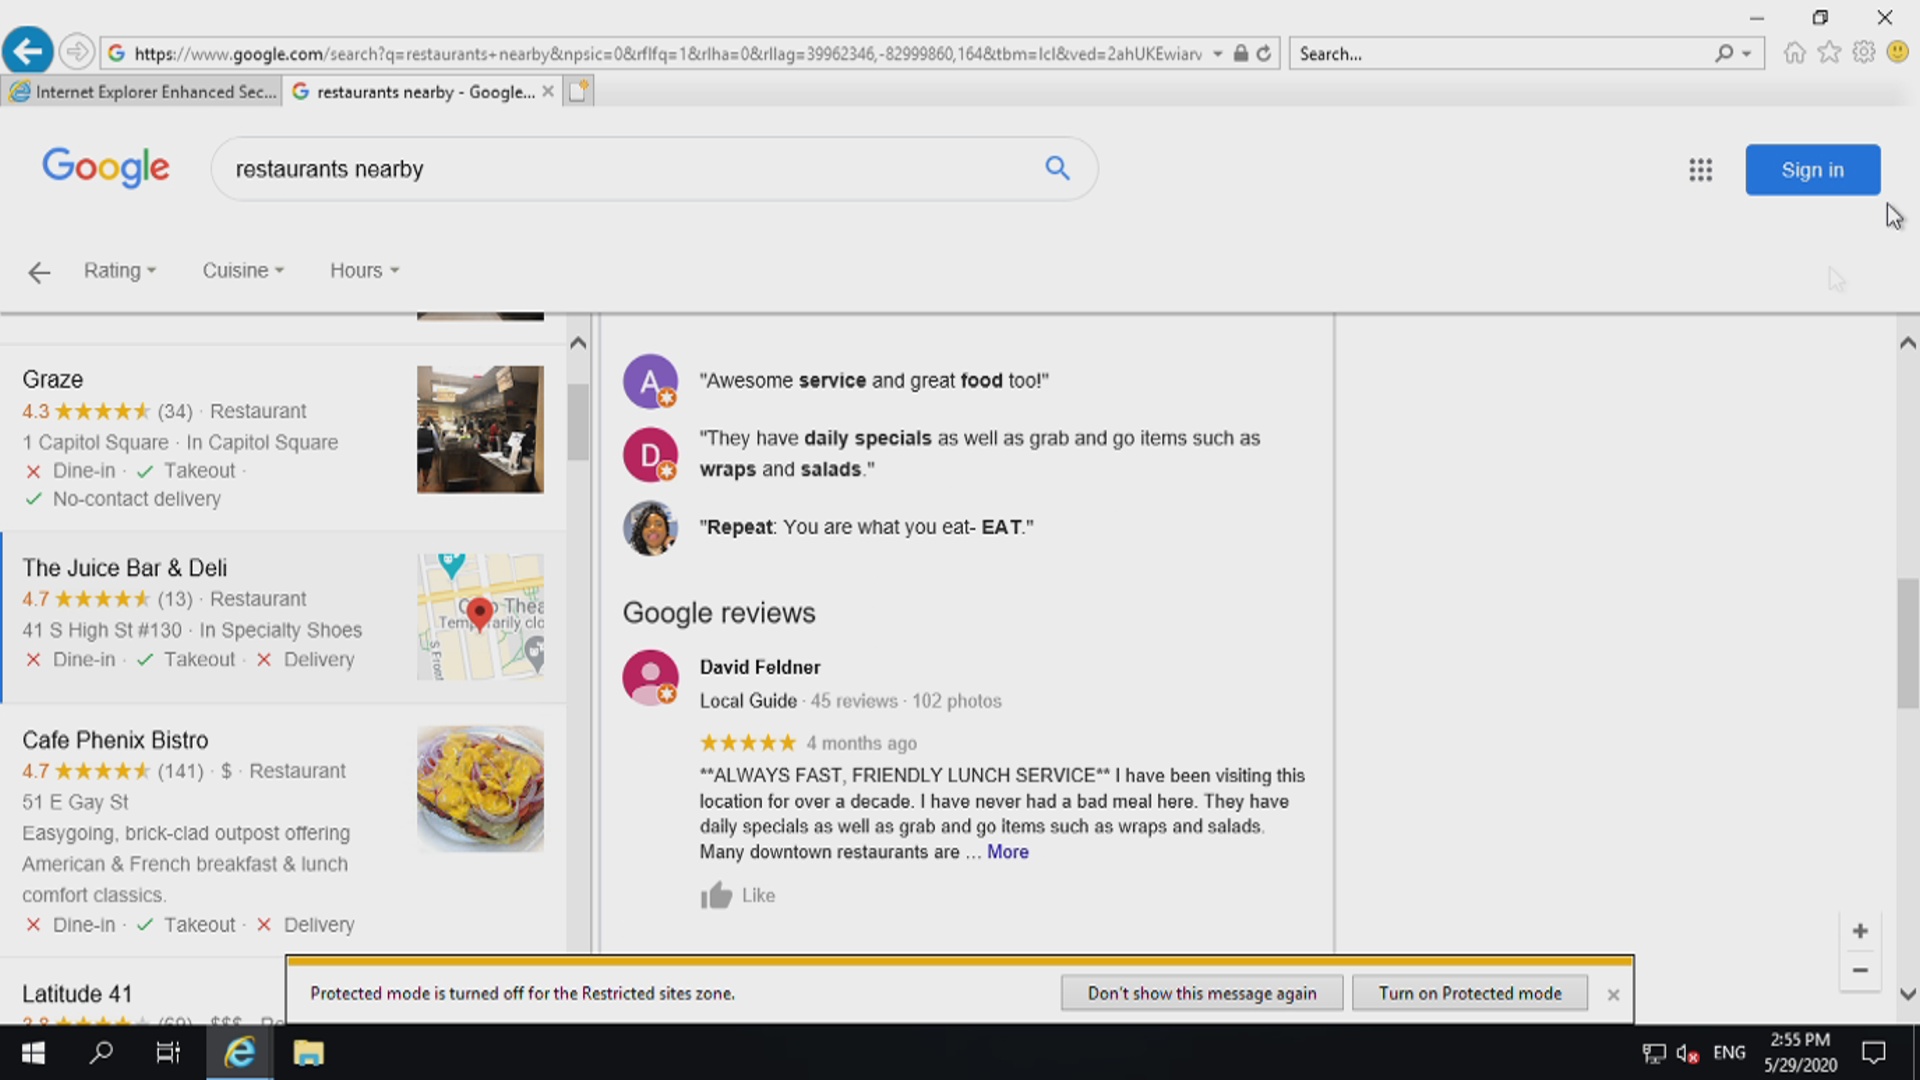 https://www.google.com/search?q=restaurants+nearby&npsic=0&rflfq=1&rlha=0&rllag=39962346,-82999860,164&tbm=lcl&ved=2ahUKEwiarv
Search...
Internet Explorer Enhanced Sec...
restaurants nearby - Google...
Google
restaurants nearby
Sign in
Rating
Cuisine
Hours
Graze
4.3 (34) · Restaurant
1 Capitol Square · In Capitol Square
Dine-in · Takeout ·
No-contact delivery
The Juice Bar & Deli
4.7 (13) · Restaurant
41 S High St #130 · In Specialty Shoes
Dine-in · Takeout · Delivery
Cafe Phenix Bistro
4.7 (141) · $ · Restaurant
51 E Gay St
Easygoing, brick-clad outpost offering
American & French breakfast & lunch
comfort classics.
Dine-in · Takeout · Delivery
Latitude 41
3.8 (69) · $$$ ·
A
"Awesome service and great food too!"
D
"They have daily specials as well as grab and go items such as
wraps and salads."
"Repeat: You are what you eat- EAT."
Google reviews
David Feldner
Local Guide · 45 reviews · 102 photos
4 months ago
**ALWAYS FAST, FRIENDLY LUNCH SERVICE** I have been visiting this
location for over a decade. I have never had a bad meal here. They have
daily specials as well as grab and go items such as wraps and salads.
Many downtown restaurants are ... More
Like
Protected mode is turned off for the Restricted sites zone.
Don't show this message again
Turn on Protected mode
ENG
2:55 PM
5/29/2020